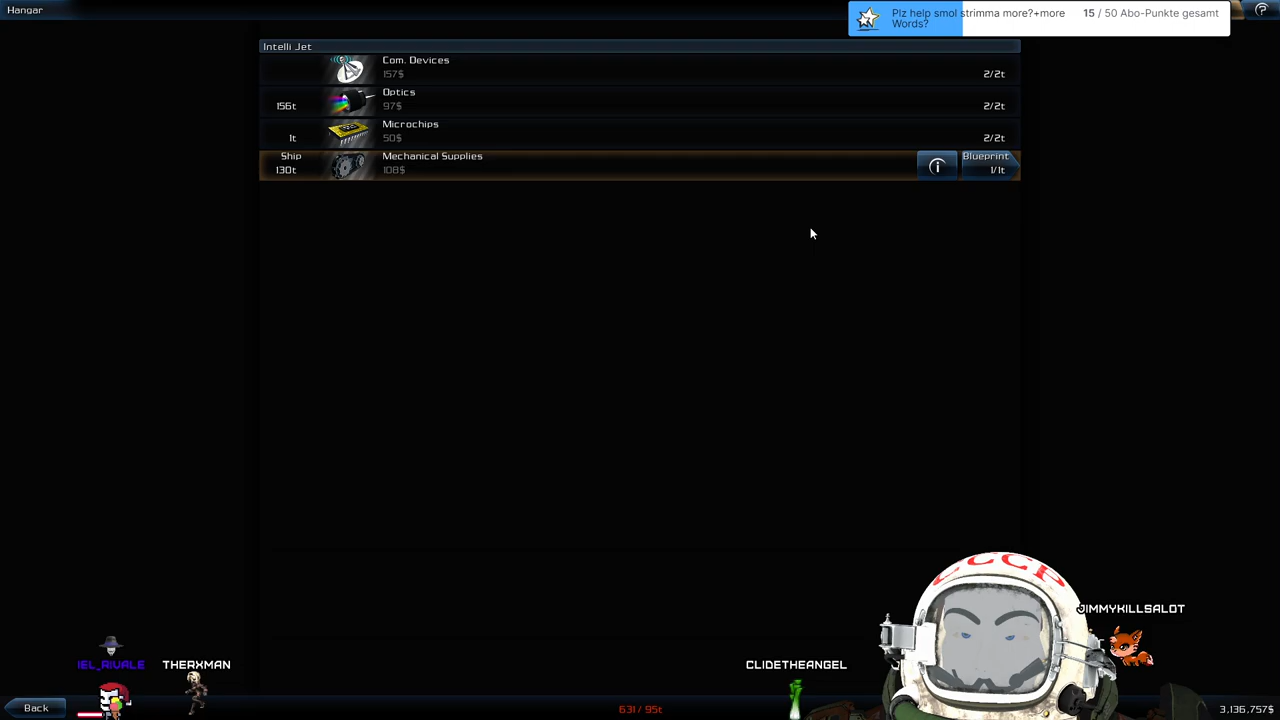 Hangar
Plz help smol strimma more?+more
Words?
15 / 50 Abo-Punkte gesamt
?
Intelli Jet
Com. Devices
157$
2/2t
Optics
156t
97$
2/2t
Microchips
1t
50$
2/2t
Ship
Mechanical Supplies
Blueprint
130t
108$
i
1/1t
CCCP
JIMMYKILLSALOT
IEL_RIVALE
THERXMAN
CLIDETHEANGEL
Back
631 / 95t
3,136,757$